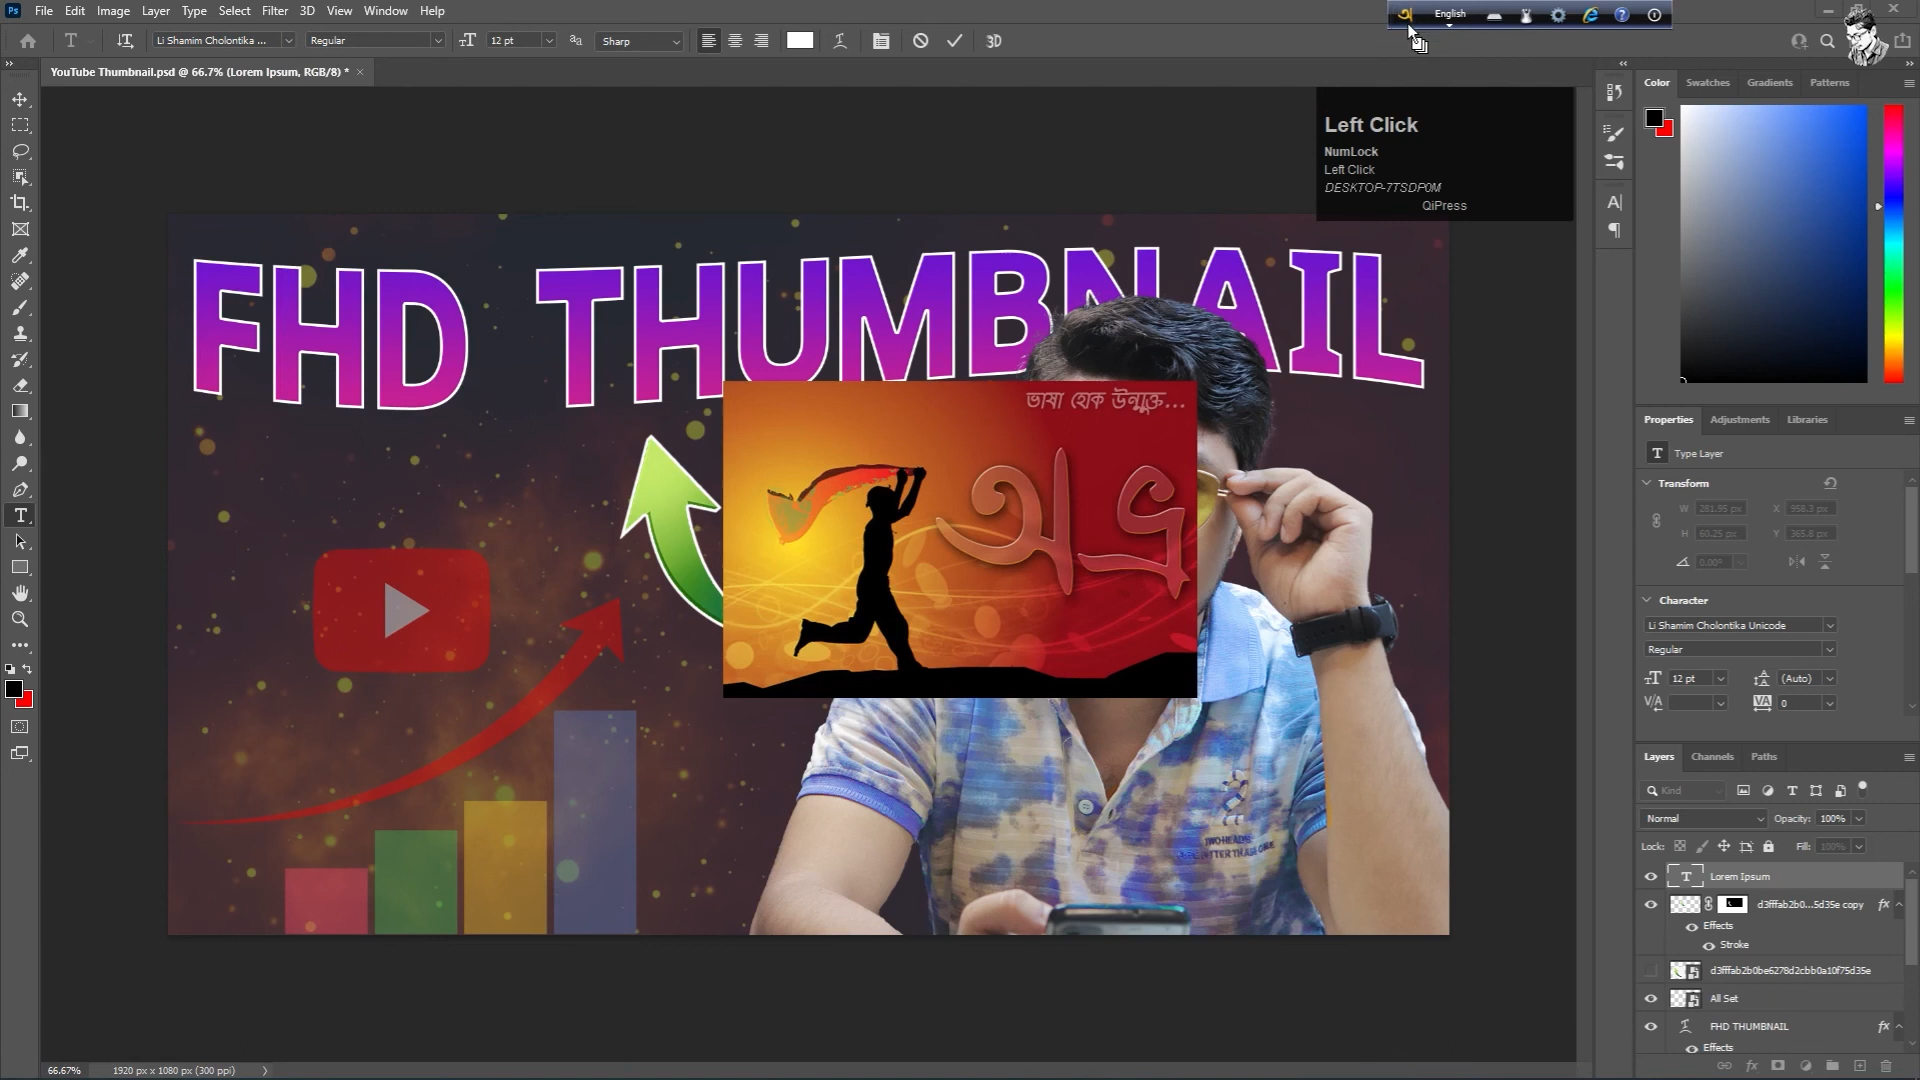 Ps File Edit Image Layer Type Select Filter 3D View Window Help
অ English
Li Shamim Cholontika ... Regular 12 pt Sharp 3D
YouTube Thumbnail.psd @ 66.7% (Lorem Ipsum, RGB/8) *
Left Click
NumLock
Left Click
DESKTOP-7TSDP0M
QiPress
FHD THUMBNAIL
ভাষা হোক উন্মুক্ত...
অভ্র
Color Swatches Gradients Patterns
Properties Adjustments Libraries
Type Layer
Transform
W 281.95 px X 958.3 px
H 60.25 px Y 365.8 px
0.00°
Character
Li Shamim Cholontika Unicode
Regular
12 pt (Auto)
0
Layers Channels Paths
Kind
Normal Opacity: 100%
Lock: Fill: 100%
Lorem Ipsum
d3fffab2b0...5d35e copy fx
Effects
Stroke
d3fffab2b0be6278d2cbb0a10f75d35e
All Set
FHD THUMBNAIL fx
Effects
66.67% 1920 px x 1080 px (300 ppi)